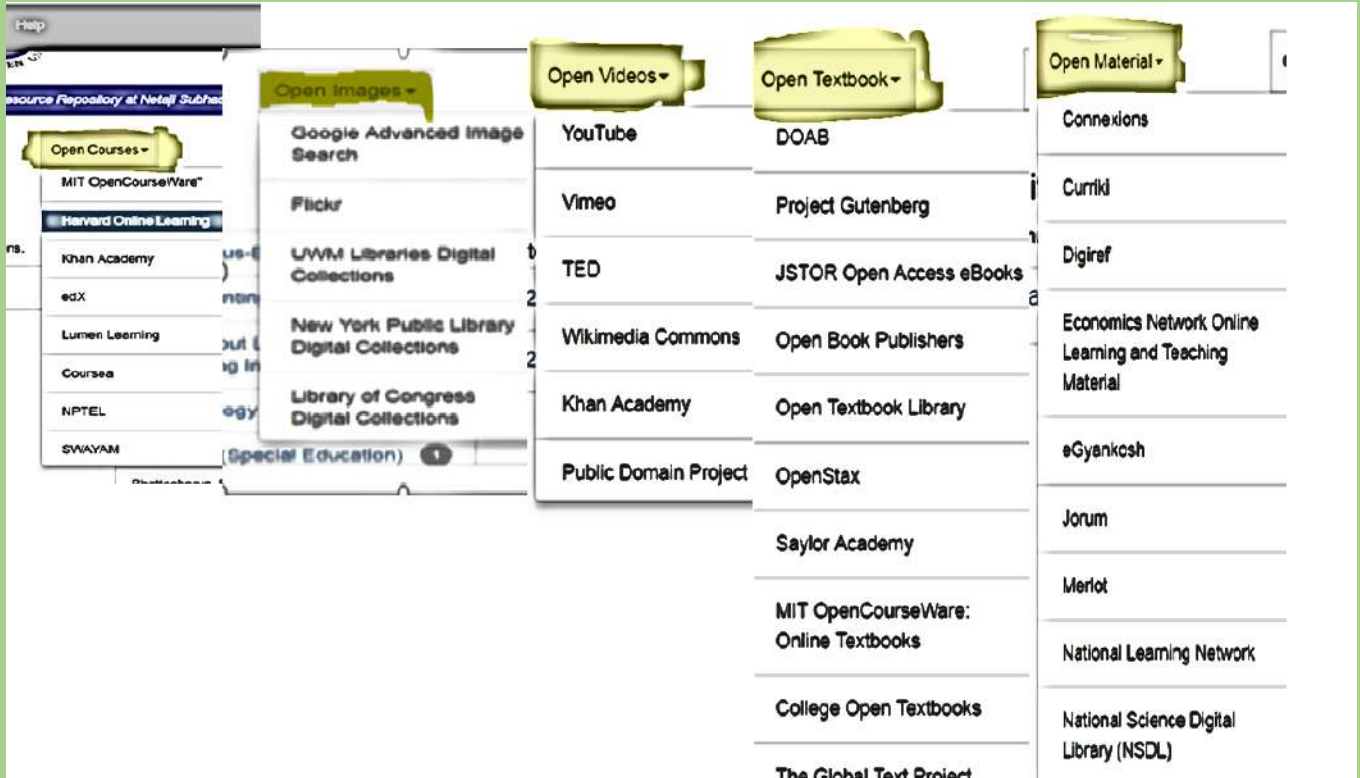 Help
esource Repository at Netaji Subhas
Open Courses
MIT OpenCourseWare"
Harvard Online Learning
ns.
Khan Academy
edX
Lumen Learning
Coursea
NPTEL
SWAYAM
Open Images
Google Advanced Image
Search
Flickr
UWM Libraries Digital
Collections
New York Public Library
Digital Collections
Library of Congress
Digital Collections
(Special Education) 1
Open Videos
YouTube
Vimeo
TED
Wikimedia Commons
Khan Academy
Public Domain Project
Open Textbook
DOAB
Project Gutenberg
JSTOR Open Access eBooks
Open Book Publishers
Open Textbook Library
OpenStax
Saylor Academy
MIT OpenCourseWare:
Online Textbooks
College Open Textbooks
The Global Text Project
Open Material
Connexions
Curriki
Digiref
Economics Network Online
Learning and Teaching
Material
eGyankosh
Jorum
Merlot
National Learning Network
National Science Digital
Library (NSDL)